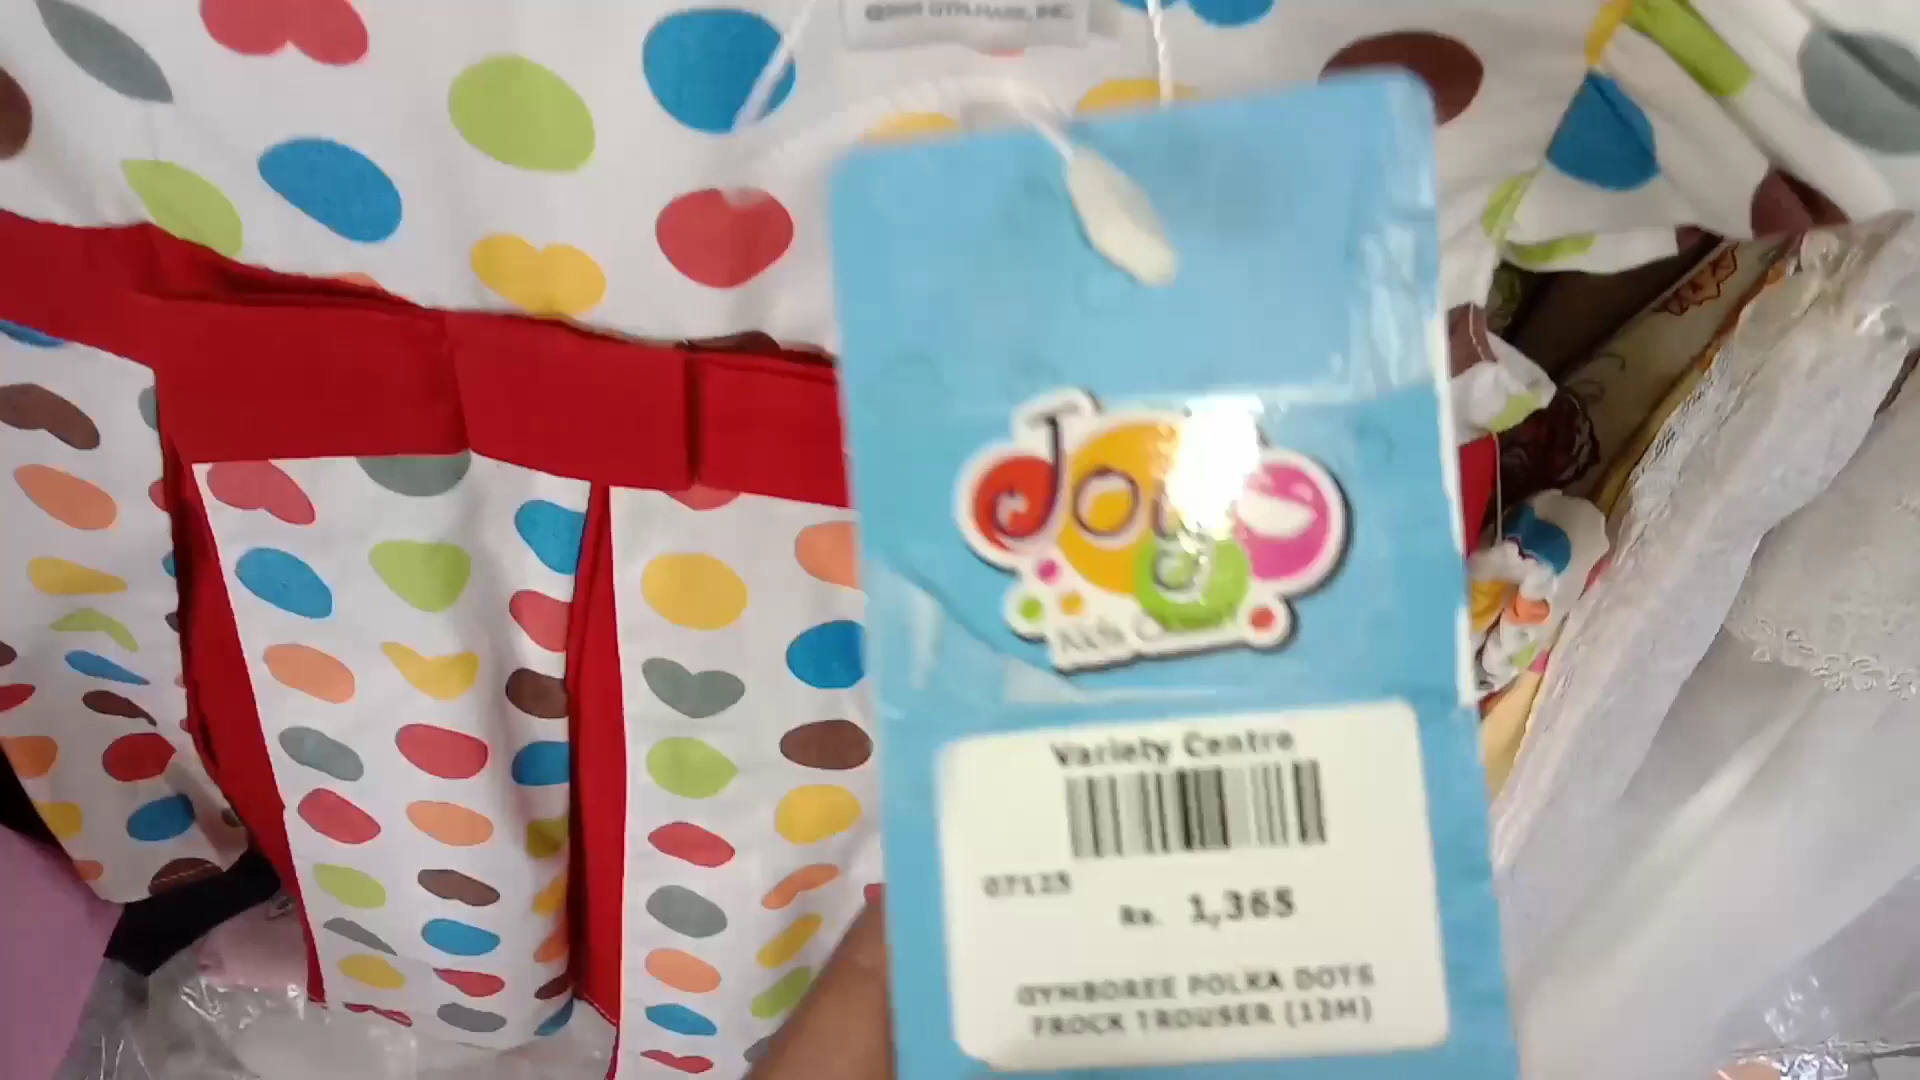 Variety Centre
07125
Rs. 1,365
GYMBOREE POLKA DOTS
FROCK TROUSER (12M)